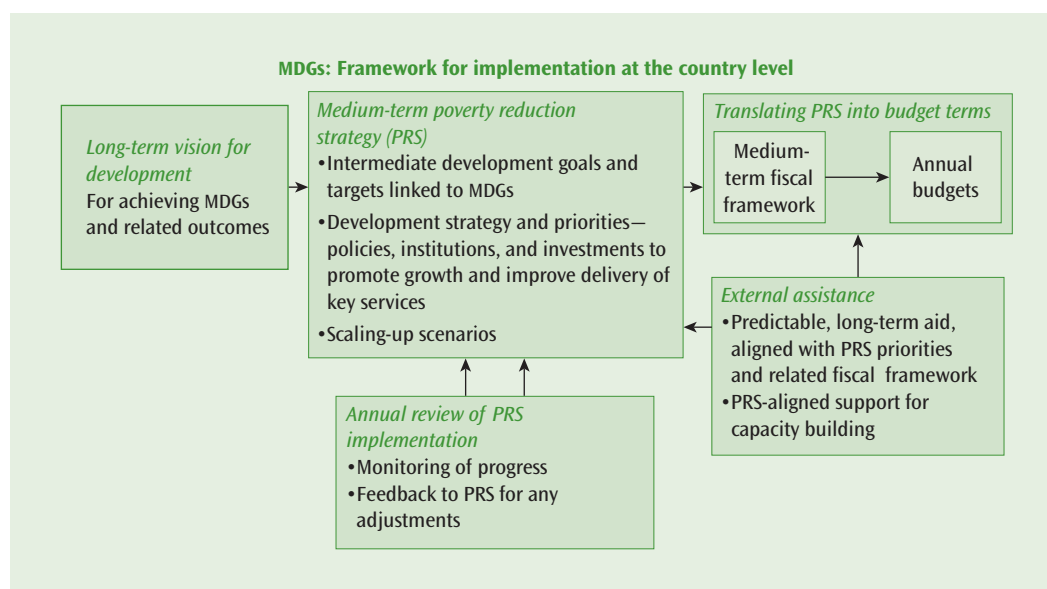 MDGs: Framework for implementation at the country level
Long-term vision for
development
For achieving MDGs
and related outcomes
Medium-term poverty reduction
strategy (PRS)
•Intermediate development goals and
targets linked to MDGs
•Development strategy and priorities—
policies, institutions, and investments to
promote growth and improve delivery of
key services
•Scaling-up scenarios
Translating PRS into budget terms
Medium-
term fiscal
framework
Annual
budgets
External assistance
•Predictable, long-term aid,
aligned with PRS priorities
and related fiscal framework
•PRS-aligned support for
capacity building
Annual review of PRS
implementation
•Monitoring of progress
•Feedback to PRS for any
adjustments